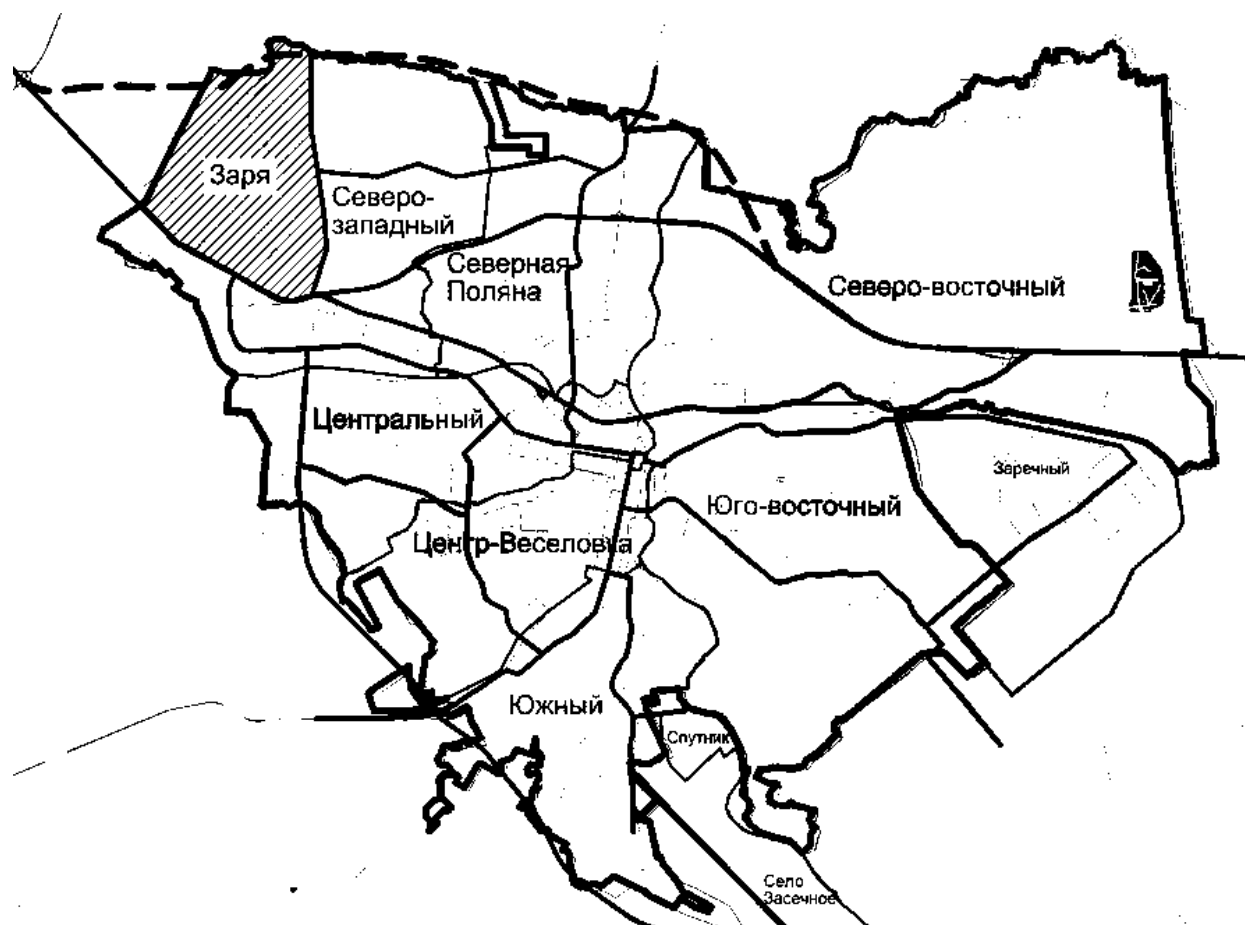 Заря
Северо-
западный
Северная
Поляна
Северо-восточный
Центральный
Заречный
Юго-восточный
Центр-Веселовка
Южный
Спутник
Село
Засечное